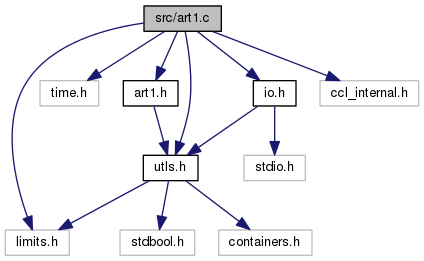 src/art1.c
time.h
art1.h
io.h
ccl_internal.h
utls.h
stdio.h
limits.h
stdbool.h
containers.h